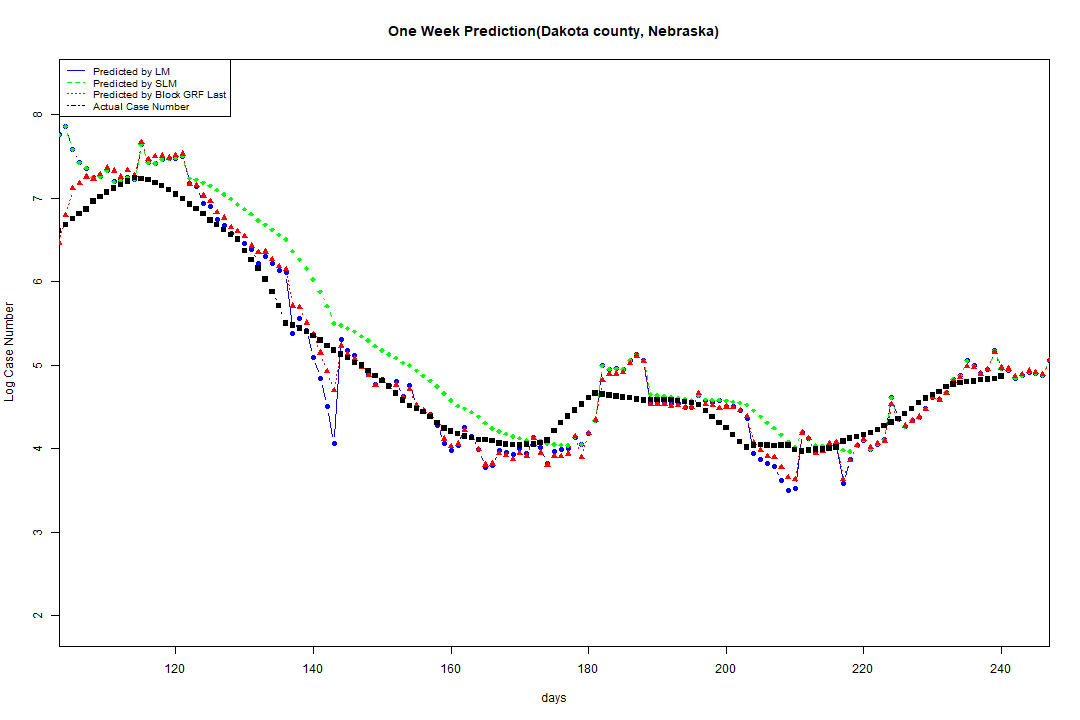 One Week Prediction(Dakota county, Nebraska)
Predicted by LM
Predicted by SLM
Predicted by Block GRF Last
Actual Case Number
8
7
6
5
4
3
2
Log Case Number
120 140 160 180 200 220 240
days